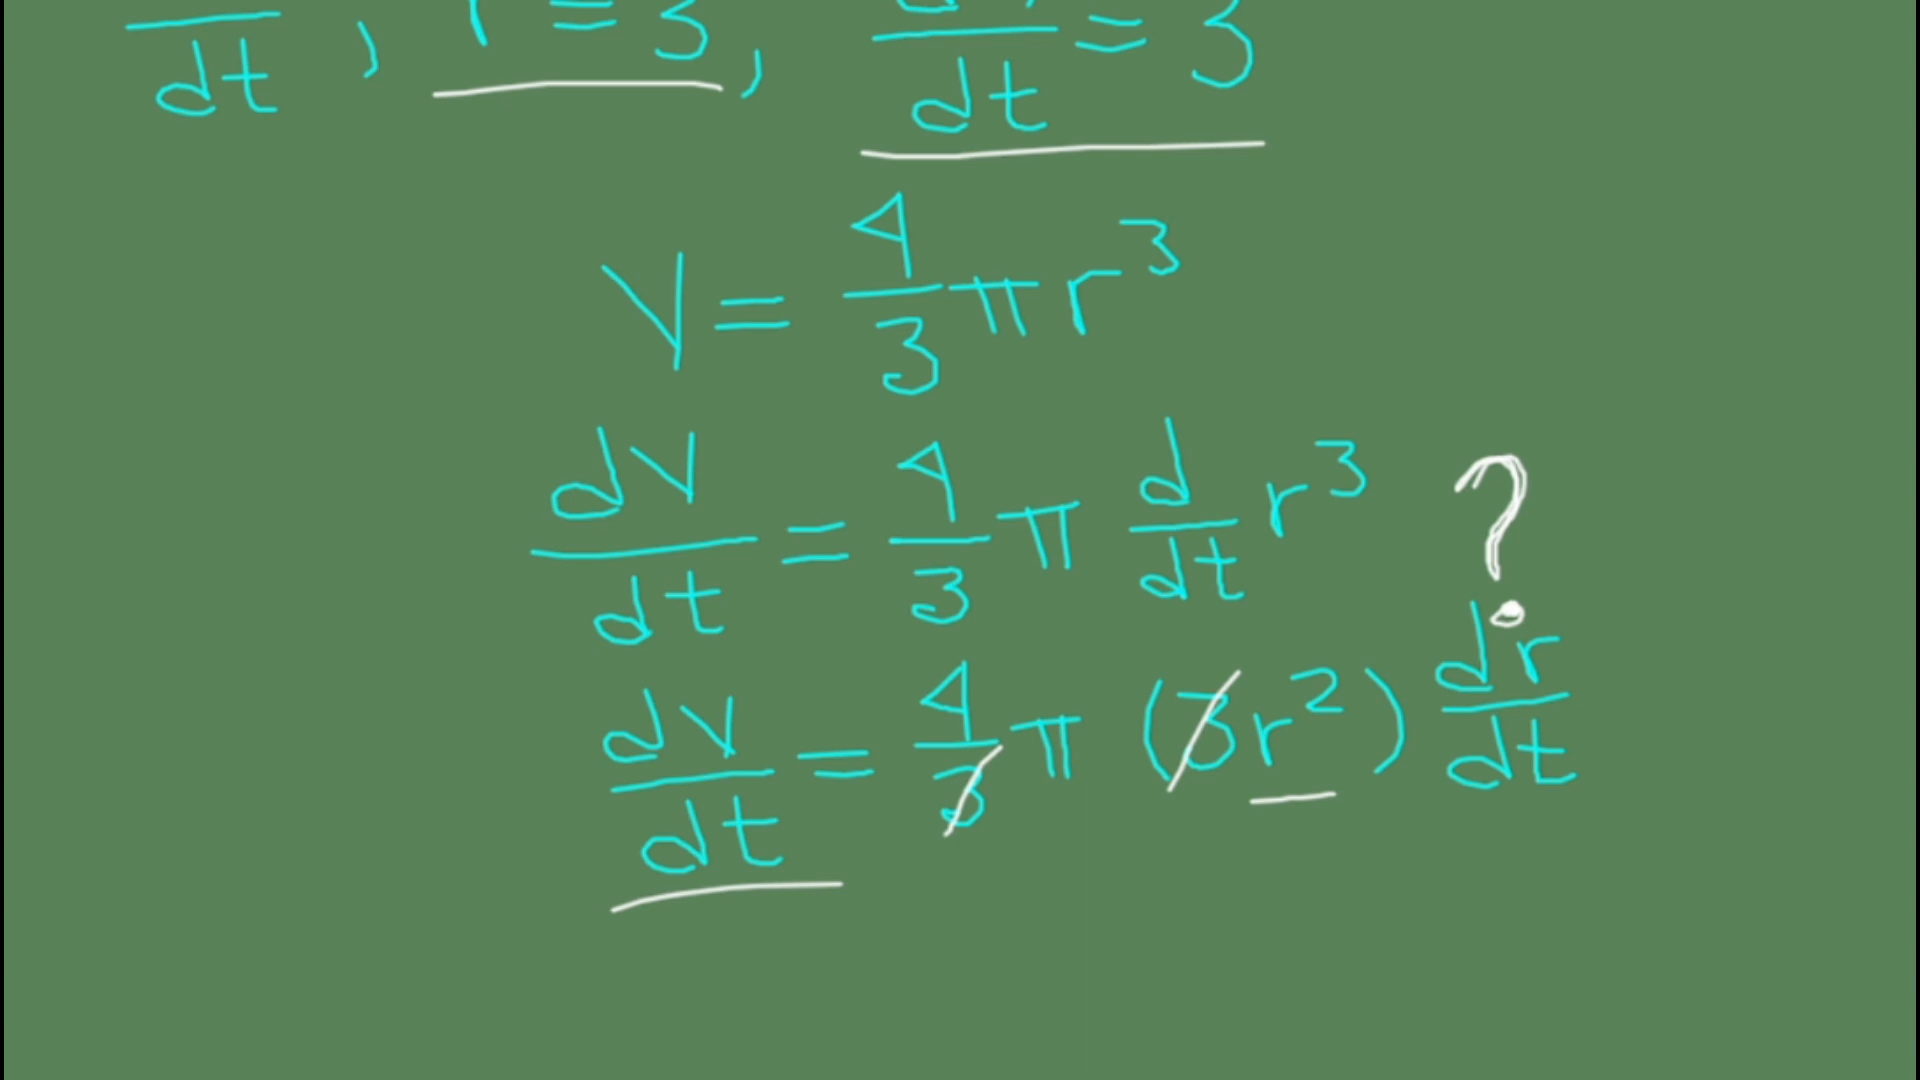 dt, r = 3, dt = 3
V = 4/3 π r³
dV/dt = 4/3 π d/dt r³ ?
dV/dt = 4/3 π (3r²) dr/dt